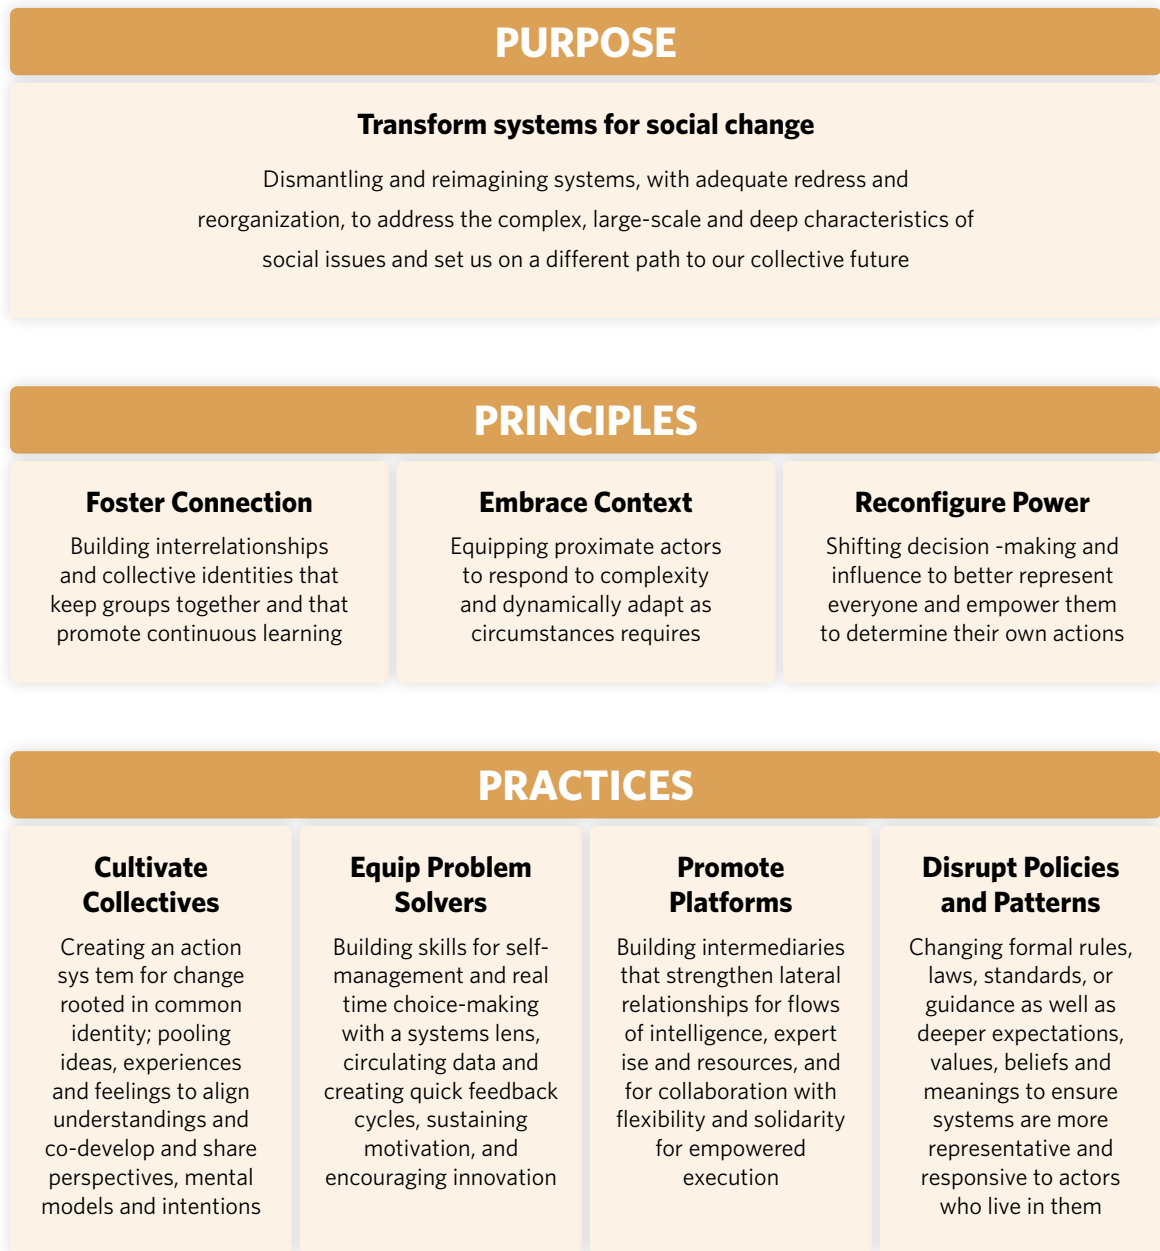 PURPOSE
Transform systems for social change
Dismantling and reimagining systems, with adequate redress and
reorganization, to address the complex, large-scale and deep characteristics of
social issues and set us on a different path to our collective future
PRINCIPLES
Foster Connection
Building interrelationships
and collective identities that
keep groups together and that
promote continuous learning
Embrace Context
Equipping proximate actors
to respond to complexity
and dynamically adapt as
circumstances requires
Reconfigure Power
Shifting decision -making and
influence to better represent
everyone and empower them
to determine their own actions
PRACTICES
Cultivate
Collectives
Creating an action
sys tem for change
rooted in common
identity; pooling
ideas, experiences
and feelings to align
understandings and
co-develop and share
perspectives, mental
models and intentions
Equip Problem
Solvers
Building skills for self-
management and real
time choice-making
with a systems lens,
circulating data and
creating quick feedback
cycles, sustaining
motivation, and
encouraging innovation
Promote
Platforms
Building intermediaries
that strengthen lateral
relationships for flows
of intelligence, expert
ise and resources, and
for collaboration with
flexibility and solidarity
for empowered
execution
Disrupt Policies
and Patterns
Changing formal rules,
laws, standards, or
guidance as well as
deeper expectations,
values, beliefs and
meanings to ensure
systems are more
representative and
responsive to actors
who live in them